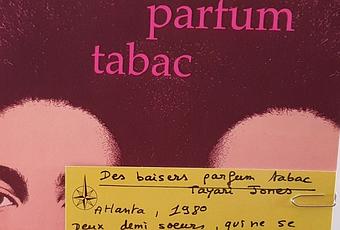 parfum
tabac
Des baisers parfum tabac
Tayari Jones
Atlanta, 1980
Deux demi soeurs, qui ne se